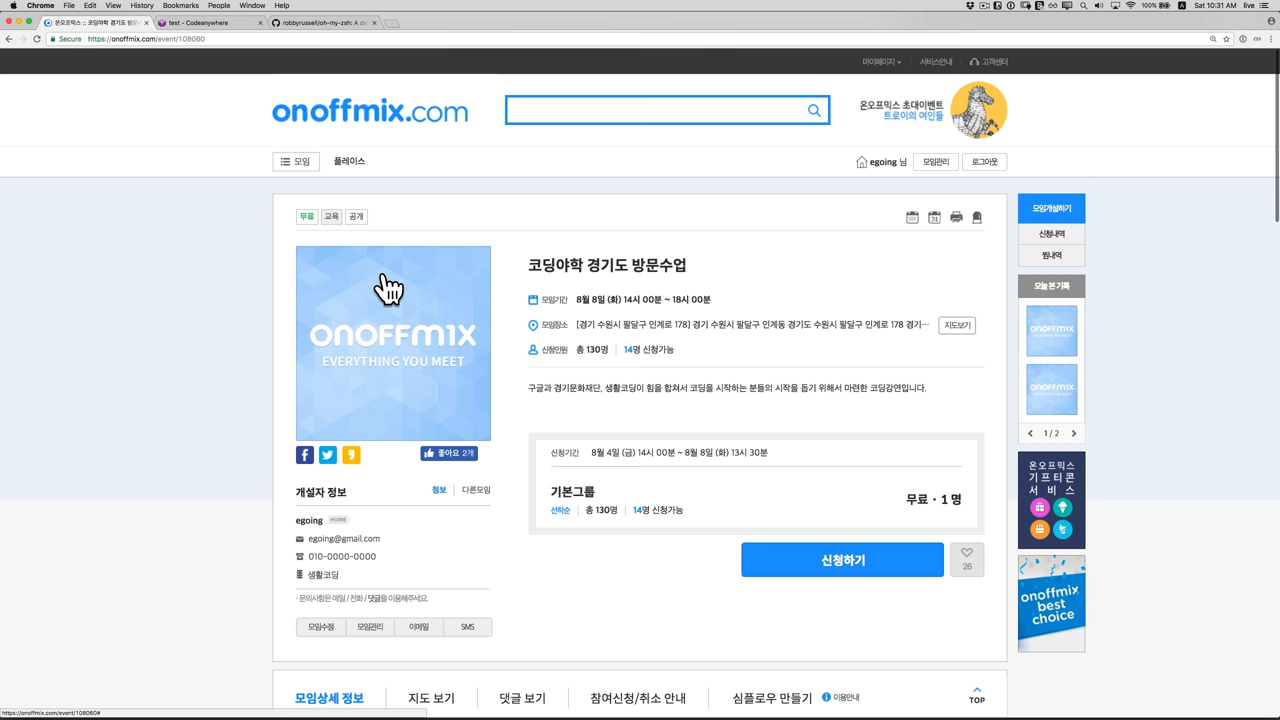 Chrome File Edit View History Bookmarks People Window Help
100% Sat 10:31 AM live
온오프믹스 :: 코딩야학 경기도 방문수업
test - Codeanywhere
robbyrussell/oh-my-zsh: A de
Secure https://onoffmix.com/event/108060
마이페이지 서비스안내 고객센터
onoffmix.com
온오프믹스 초대이벤트
트로이의 여인들
모임 플레이스
egoing 님 모임관리 로그아웃
무료 교육 공개
31
모임개설하기
신청내역
찜내역
오늘 본 기록
onoffmix
onoffmix
1 / 2
onoffmix
EVERYTHING YOU MEET
코딩야학 경기도 방문수업
모임기간 8월 8일 (화) 14시 00분 ~ 18시 00분
모임장소 [경기 수원시 팔달구 인계로 178] 경기 수원시 팔달구 인계동 경기도 수원시 팔달구 인계로 178 경기… 지도보기
신청인원 총 130명 | 14명 신청가능
구글과 경기문화재단, 생활코딩이 힘을 합쳐서 코딩을 시작하는 분들의 시작을 돕기 위해서 마련한 코딩강연입니다.
신청기간 8월 4일 (금) 14시 00분 ~ 8월 8일 (화) 13시 30분
기본그룹
선착순 | 총 130명 | 14명 신청가능
무료 · 1 명
신청하기
26
좋아요 2개
개설자 정보 정보 | 다른모임
egoing HOME
egoing@gmail.com
010-0000-0000
생활코딩
· 문의사항은 메일 / 전화 / 댓글을 이용해주세요.
모임수정 모임관리 이메일 SMS
온오프믹스
기프티콘
서비스
onoffmix
best
choice
모임상세 정보 지도 보기 댓글 보기 참여신청/취소 안내 심플로우 만들기 이용안내
TOP
https://onoffmix.com/event/108060#